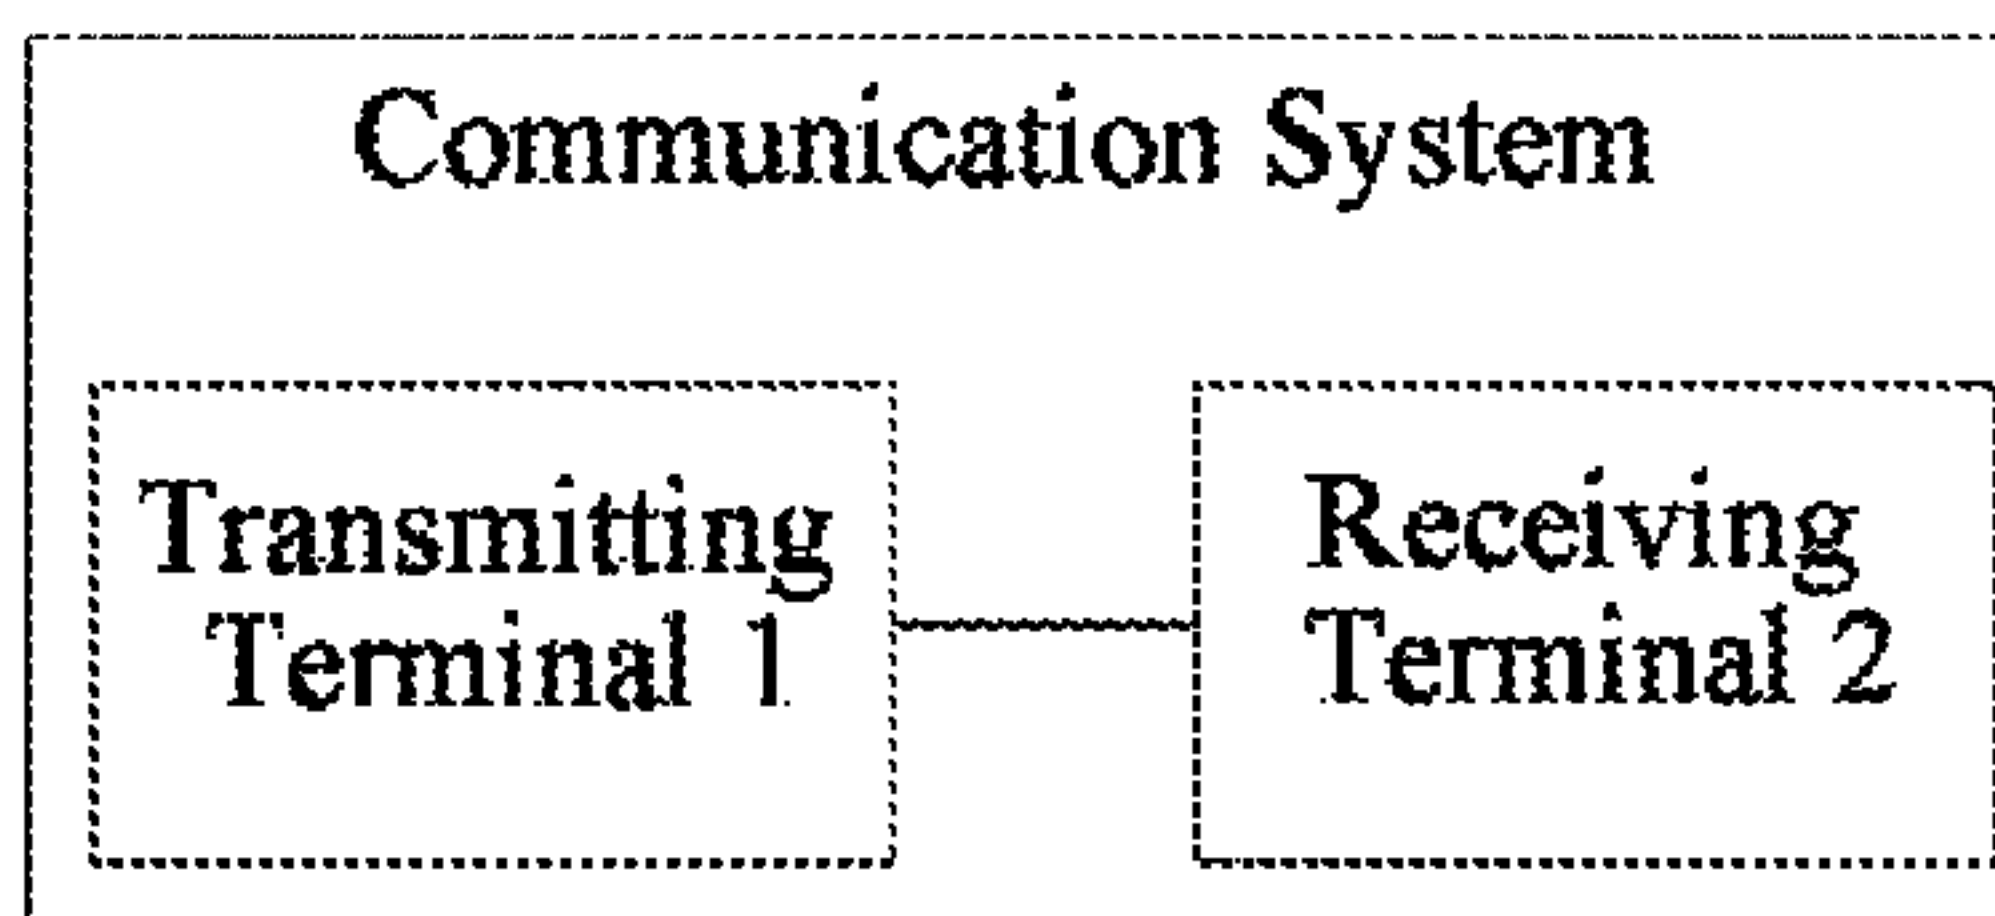 Communication System
Transmitting
Terminal 1
Receiving
Terminal 2